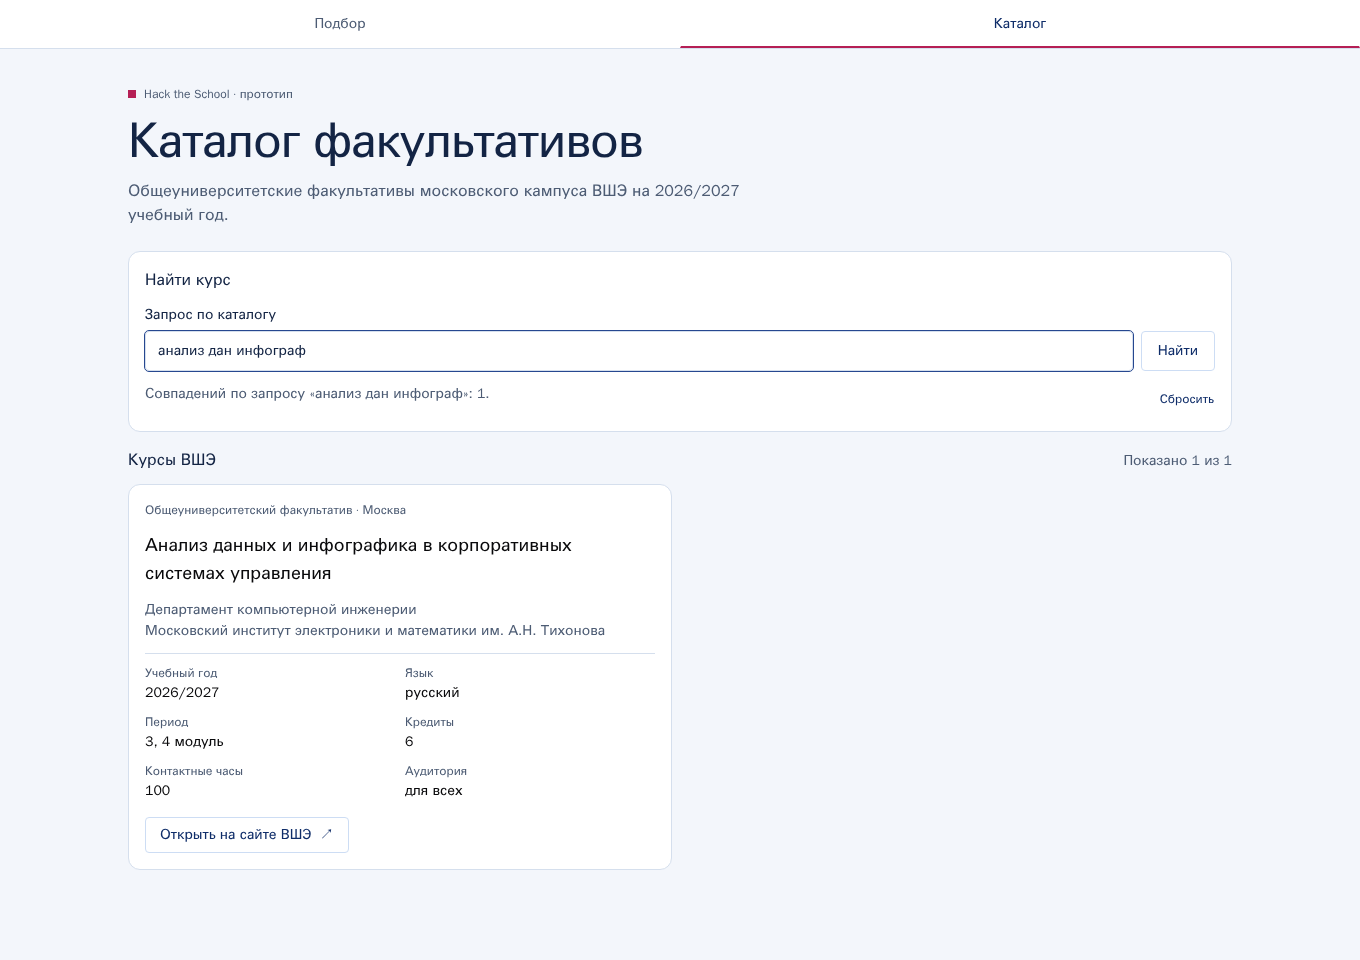 Подбор
Каталог
Hack the School · прототип
Каталог факультативов
Общеуниверситетские факультативы московского кампуса ВШЭ на 2026/2027
учебный год.
Найти курс
Запрос по каталогу
анализ дан инфограф
Найти
Совпадений по запросу «анализ дан инфограф»: 1.
Сбросить
Курсы ВШЭ
Показано 1 из 1
Общеуниверситетский факультатив · Москва
Анализ данных и инфографика в корпоративных
системах управления
Департамент компьютерной инженерии
Московский институт электроники и математики им. А.Н. Тихонова
Учебный год
Язык
2026/2027
русский
Период
Кредиты
3, 4 модуль
6
Контактные часы
Аудитория
100
для всех
Открыть на сайте ВШЭ ↗